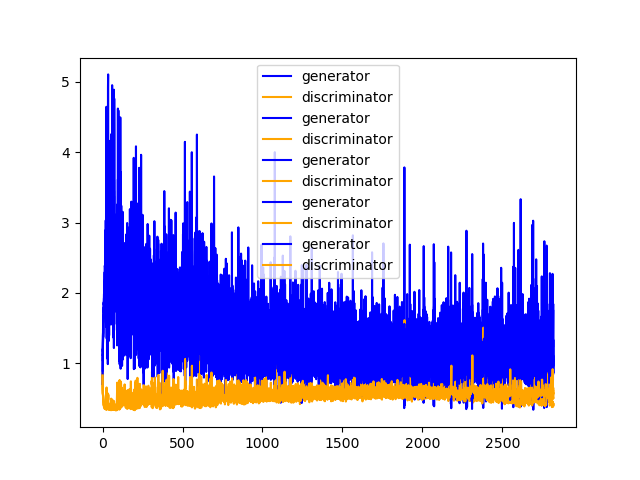 generator
discriminator
generator
discriminator
generator
discriminator
generator
discriminator
generator
discriminator
5
4
3
2
1
0 500 1000 1500 2000 2500